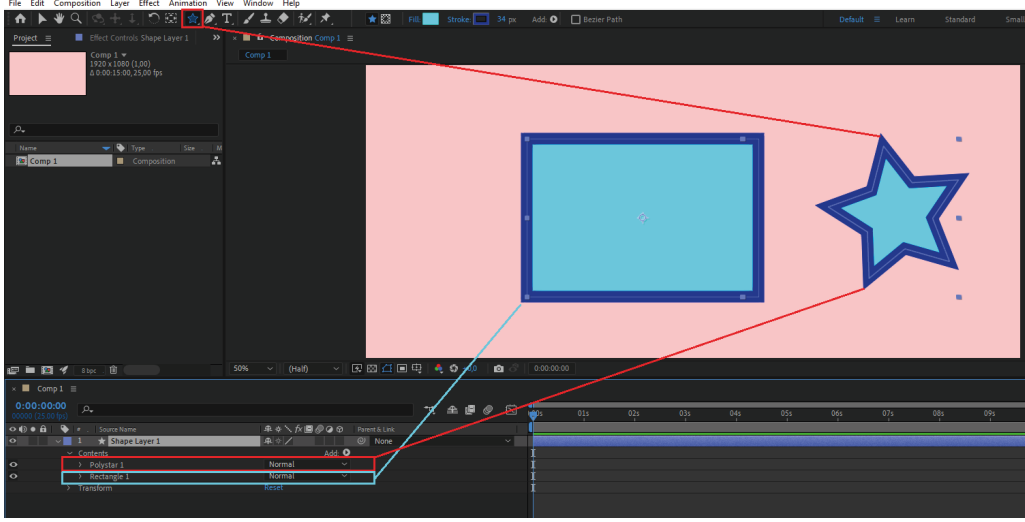 File Edit Composition Layer Effect Animation View Window Help
Fill Stroke 34 px Add: Bezier Path Default Learn Standard Small
Project Effect Controls Shape Layer 1 Composition Comp 1
Comp 1
Comp 1
1920 x 1080 (1,00)
Δ 0:00:15:00, 25,00 fps
Name Type Size M
Comp 1 Composition
8 bpc
50% (Half) +0,0 0:00:00:00
Comp 1
0:00:00:00
00000 (25.00 fps)
:00s 01s 02s 03s 04s 05s 06s 07s 08s 09s
# Source Name Parent & Link
1 Shape Layer 1 None
Contents Add:
Polystar 1 Normal
Rectangle 1 Normal
Transform Reset